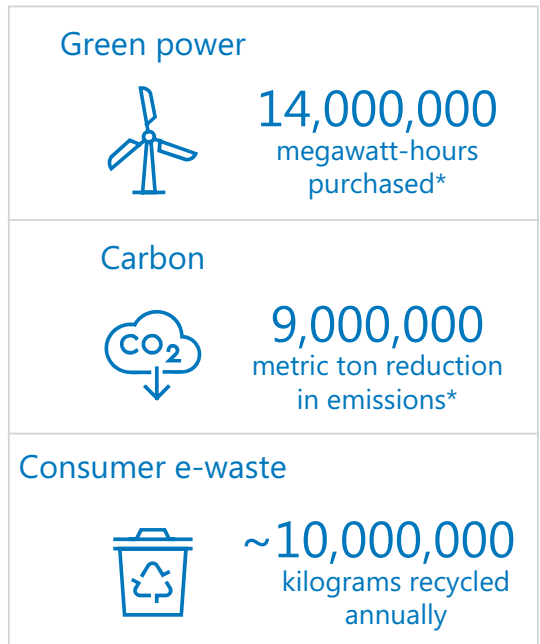 Green power
14,000,000
megawatt-hours
purchased*
Carbon
CO2
9,000,000
metric ton reduction
in emissions*
Consumer e-waste
~10,000,000
kilograms recycled
annually